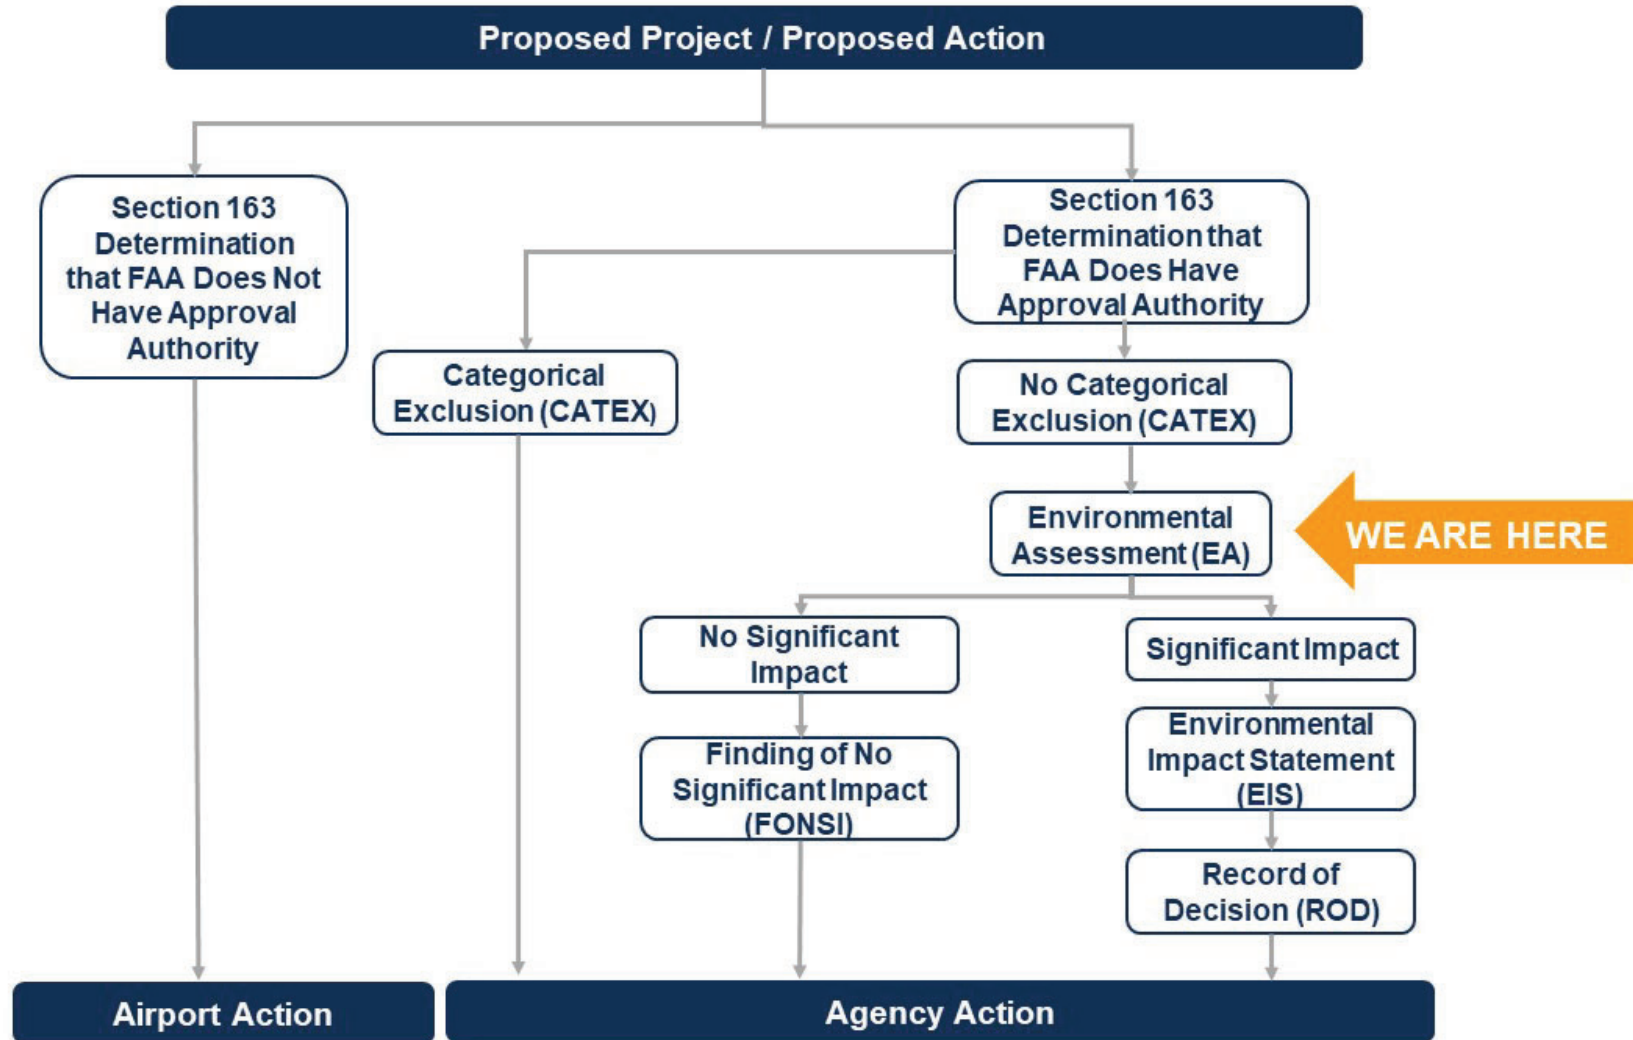 Proposed Project / Proposed Action
Section 163
Determination
that FAA Does Not
Have Approval
Authority
Section 163
Determination that
FAA Does Have
Approval Authority
Categorical
Exclusion (CATEX)
No Categorical
Exclusion (CATEX)
Environmental
Assessment (EA)
WE ARE HERE
No Significant
Impact
Significant Impact
Finding of No
Significant Impact
(FONSI)
Environmental
Impact Statement
(EIS)
Record of
Decision (ROD)
Airport Action
Agency Action